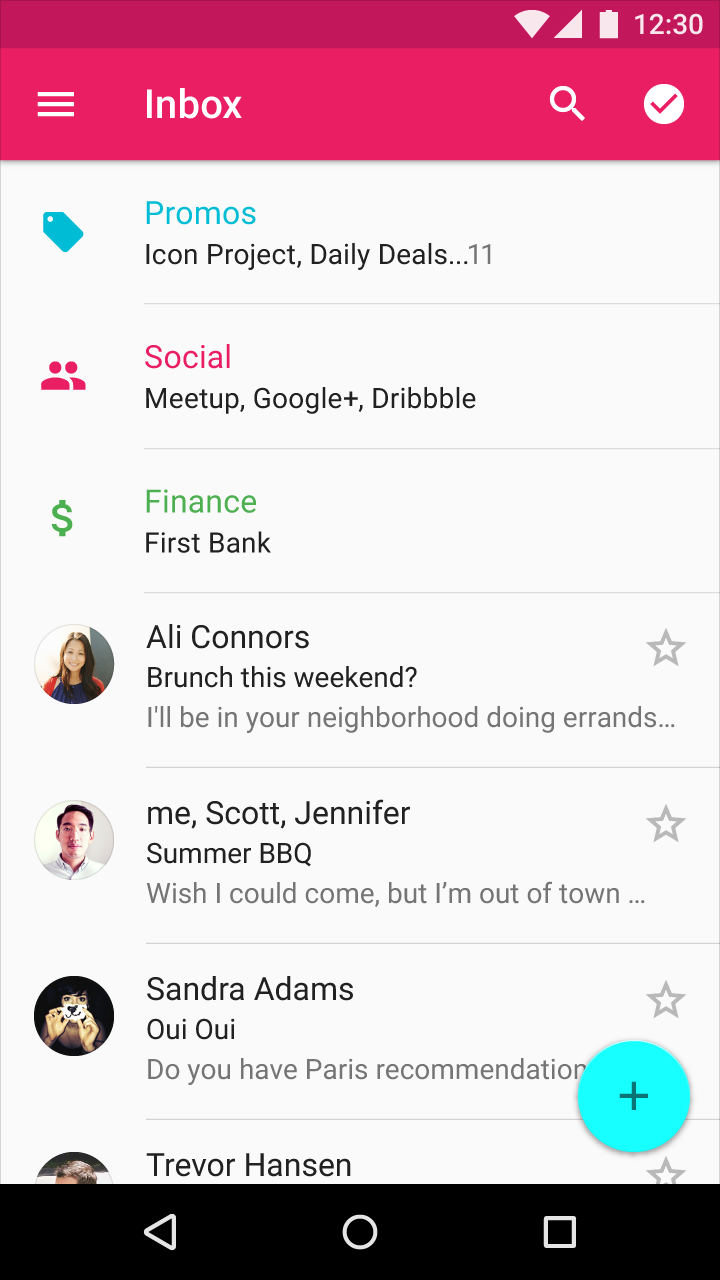 12:30
Inbox
Promos
Icon Project, Daily Deals...11
Social
Meetup, Google+, Dribbble
Finance
First Bank
Ali Connors
Brunch this weekend?
I'll be in your neighborhood doing errands...
me, Scott, Jennifer
Summer BBQ
Wish I could come, but I’m out of town ...
Sandra Adams
Oui Oui
Do you have Paris recommendation
Trevor Hansen